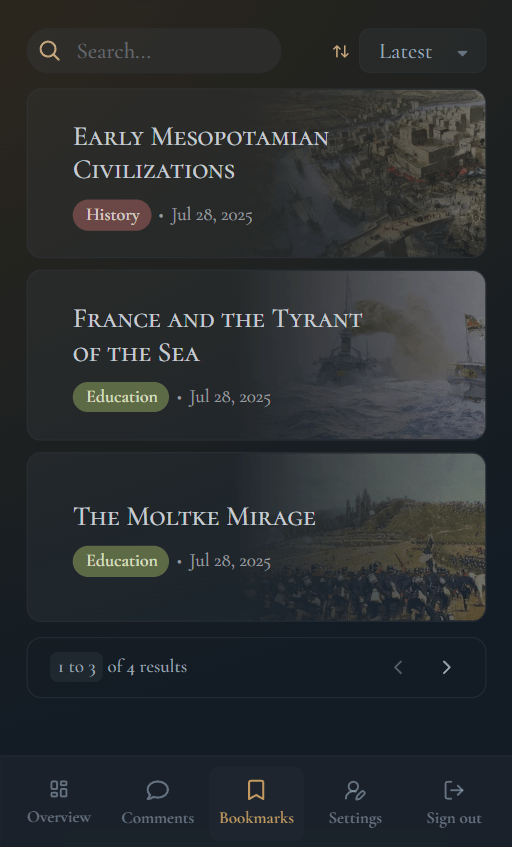 Search...
Latest
Early Mesopotamian
Civilizations
History • Jul 28, 2025
France and the Tyrant
of the Sea
Education • Jul 28, 2025
The Moltke Mirage
Education • Jul 28, 2025
1 to 3 of 4 results
Overview Comments Bookmarks Settings Sign out